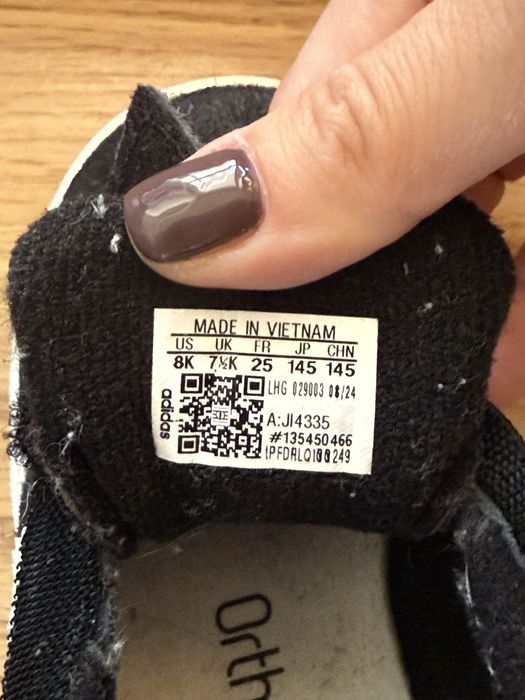 MADE IN VIETNAM
US UK FR JP CHN
8K 7½K 25 145 145
LHG 029003 08/24
adidas
A:JI4335
#135450466
Orth